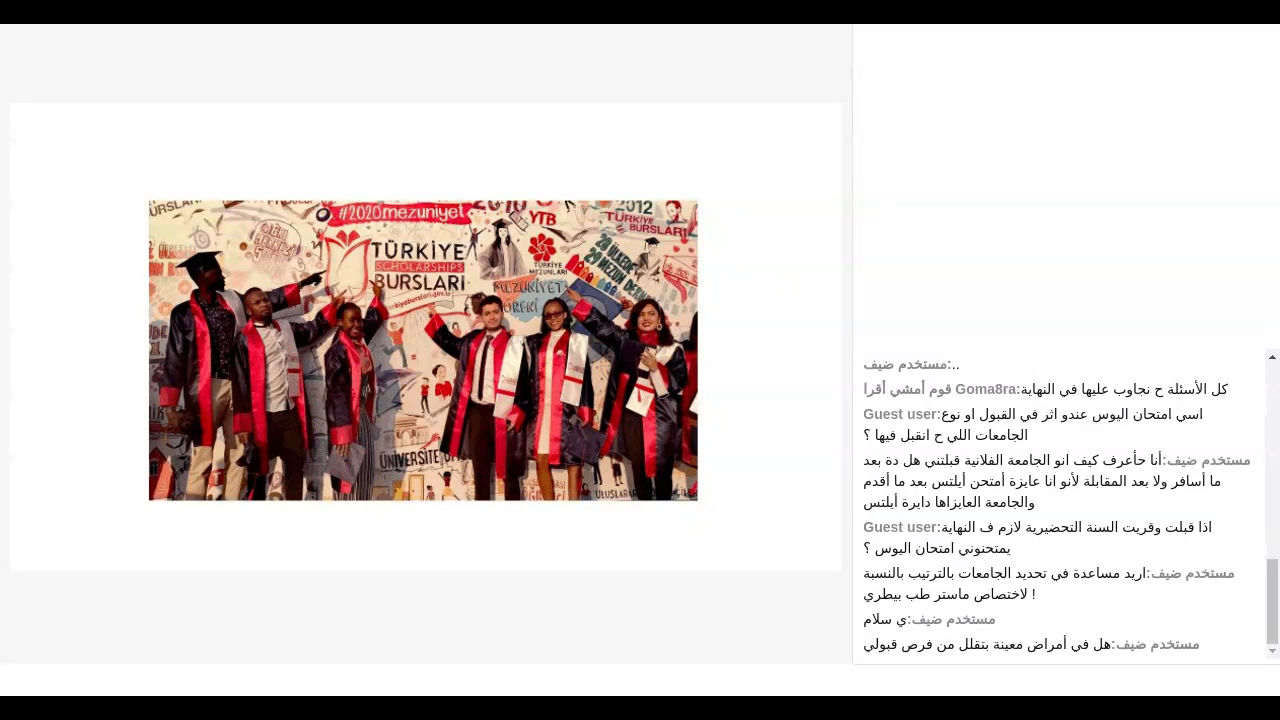 #2020mezuniyet
2012
YTB
TÜRKİYE
BURSLARI
TÜRKİYE
SCHOLARSHIPS
BURSLARI
TÜRKİYE
MEZUNLARI
MEZUNİYET
ÜNİVERSİTE
ULUSLARAR
مستخدم ضيف:..
قوم أمشي أقرا Goma8ra:كل الأسئلة ح نجاوب عليها في النهاية
Guest user:اسي امتحان اليوس عندو اثر في القبول او نوع
الجامعات اللي ح انقبل فيها ؟
مستخدم ضيف:أنا حأعرف كيف انو الجامعة الفلانية قبلتني هل دة بعد
ما أسافر ولا بعد المقابلة لأنو انا عايزة أمتحن أيلتس بعد ما أقدم
والجامعة العايزاها دايرة أيلتس
Guest user:اذا قبلت وقريت السنة التحضيرية لازم ف النهاية
يمتحنوني امتحان اليوس ؟
مستخدم ضيف:اريد مساعدة في تحديد الجامعات بالترتيب بالنسبة
لاختصاص ماستر طب بيطري !
مستخدم ضيف:ي سلام
مستخدم ضيف:هل في أمراض معينة بتقلل من فرص قبولي